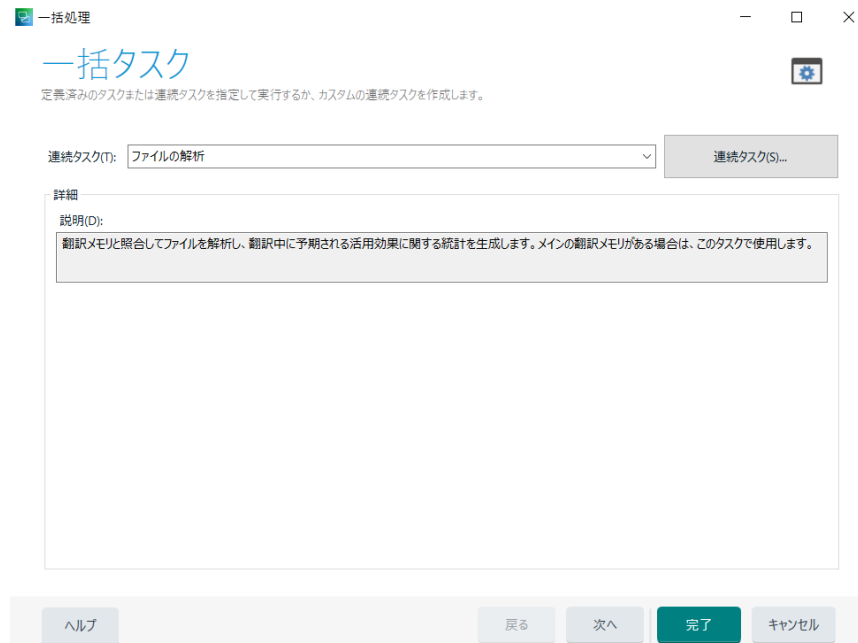 一括処理
一括タスク
定義済みのタスクまたは連続タスクを指定して実行するか、カスタムの連続タスクを作成します。
連続タスク(T): ファイルの解析 連続タスク(S)...
詳細
説明(D):
翻訳メモリと照合してファイルを解析し、翻訳中に予期される活用効果に関する統計を生成します。メインの翻訳メモリがある場合は、このタスクで使用します。
ヘルプ 戻る 次へ 完了 キャンセル